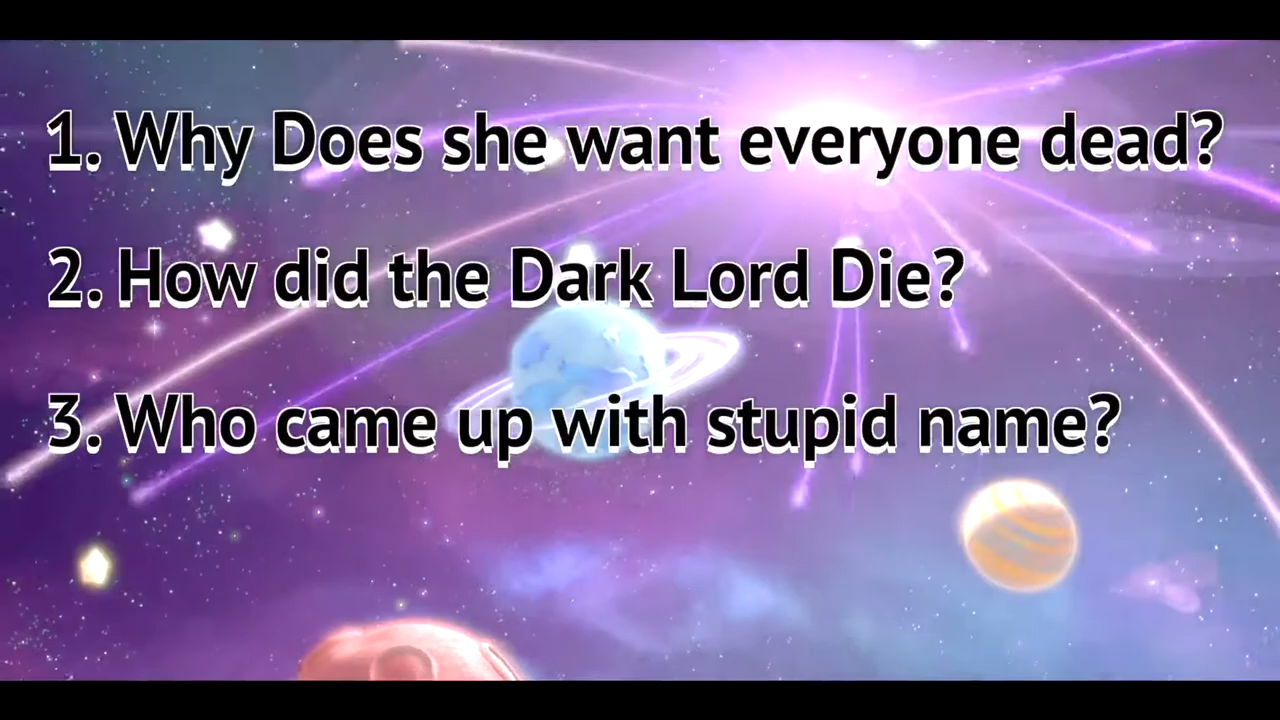 1. Why Does she want everyone dead?
2. How did the Dark Lord Die?
3. Who came up with stupid name?